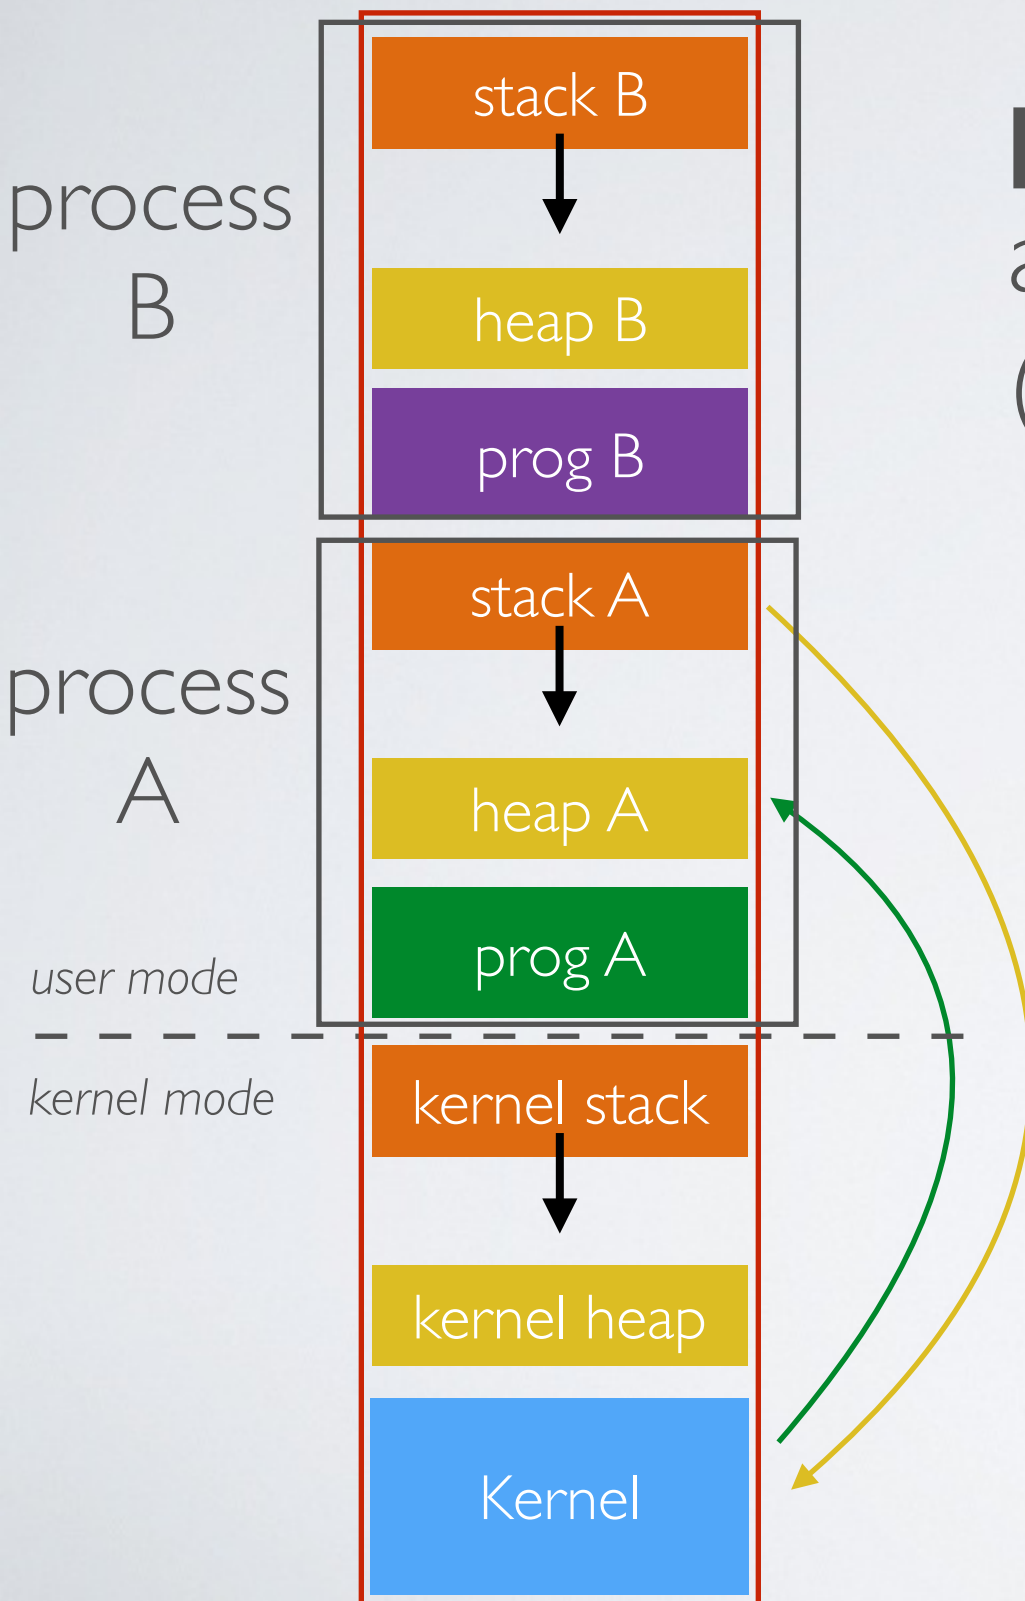 stack B
process
B
heap B
prog B
stack A
process
A
heap A
prog A
user mode
kernel mode
kernel stack
kernel heap
Kernel